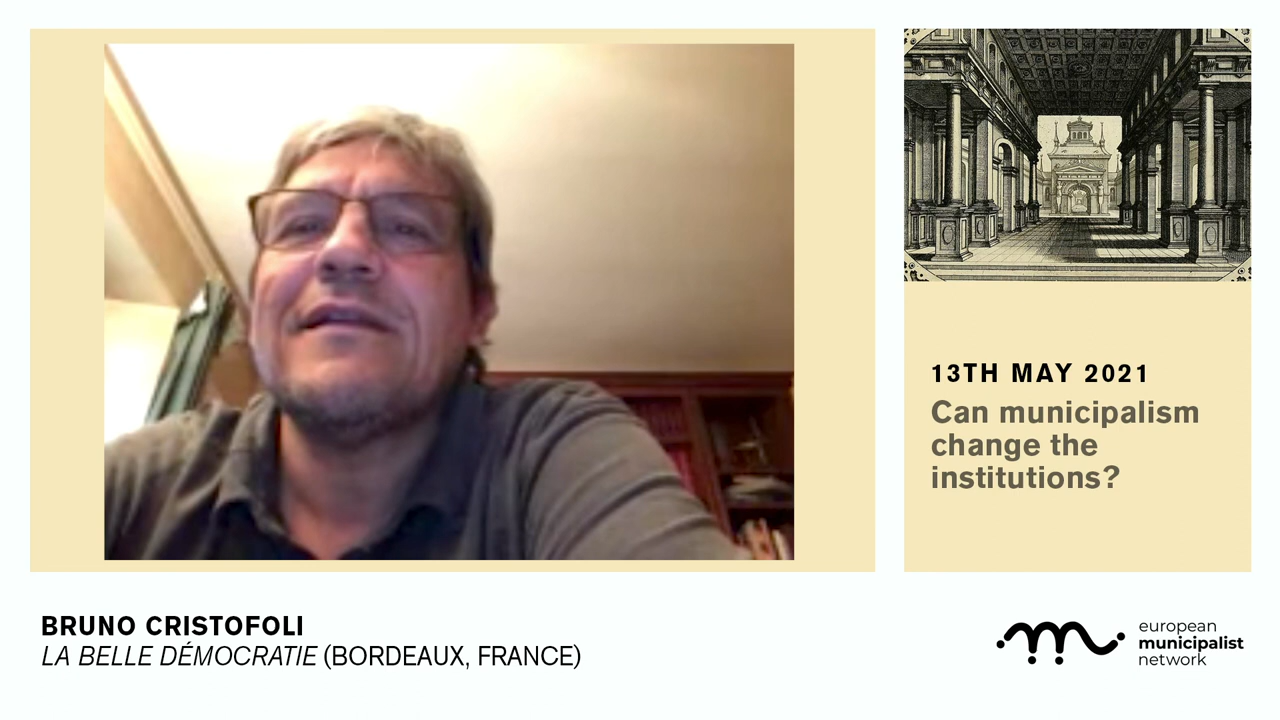 13TH MAY 2021
Can municipalism
change the
institutions?
BRUNO CRISTOFOLI
LA BELLE DÉMOCRATIE (BORDEAUX, FRANCE)
european
municipalist
network